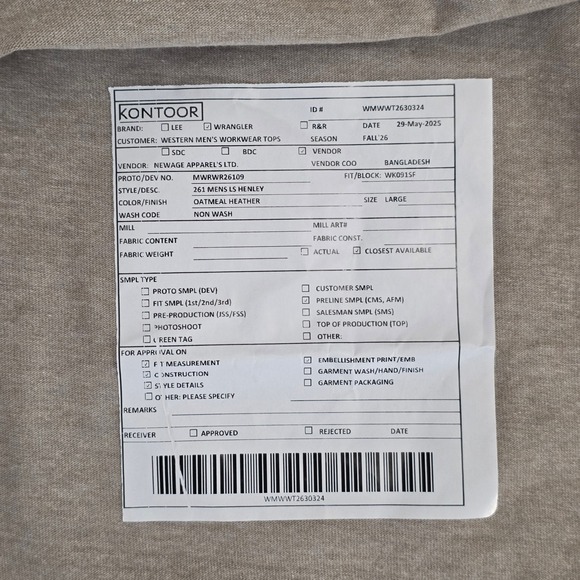 KONTOOR ID # WMWWT2630324
BRAND: ☐ LEE ☑ WRANGLER ☐ R&R DATE 29-May-2025
CUSTOMER: WESTERN MEN'S WORKWEAR TOPS SEASON FALL'26
☐ SDC ☐ BDC ☑ VENDOR
VENDOR: NEWAGE APPAREL'S LTD. VENDOR COO BANGLADESH
PROTO/DEV NO. MWRWR26109 FIT/BLOCK: WK091SF
STYLE/DESC. 261 MENS LS HENLEY
COLOR/FINISH OATMEAL HEATHER SIZE LARGE
WASH CODE NON WASH
MILL MILL ART#
FABRIC CONTENT FABRIC CONST.
FABRIC WEIGHT ☐ ACTUAL ☑ CLOSEST AVAILABLE
SMPL TYPE
☐ PROTO SMPL (DEV) ☐ CUSTOMER SMPL
☐ FIT SMPL (1st/2nd/3rd) ☑ PRELINE SMPL (CMS, AFM)
☐ PRE-PRODUCTION (JSS/FSS) ☐ SALESMAN SMPL (SMS)
☐ PHOTOSHOOT ☐ TOP OF PRODUCTION (TOP)
☐ GREEN TAG ☐ OTHER:
FOR APPROVAL ON
☑ FIT MEASUREMENT ☑ EMBELLISHMENT PRINT/EMB
☑ CONSTRUCTION ☐ GARMENT WASH/HAND/FINISH
☑ STYLE DETAILS ☐ GARMENT PACKAGING
☐ OTHER: PLEASE SPECIFY
REMARKS
RECEIVER ☐ APPROVED ☐ REJECTED DATE
WMWWT2630324